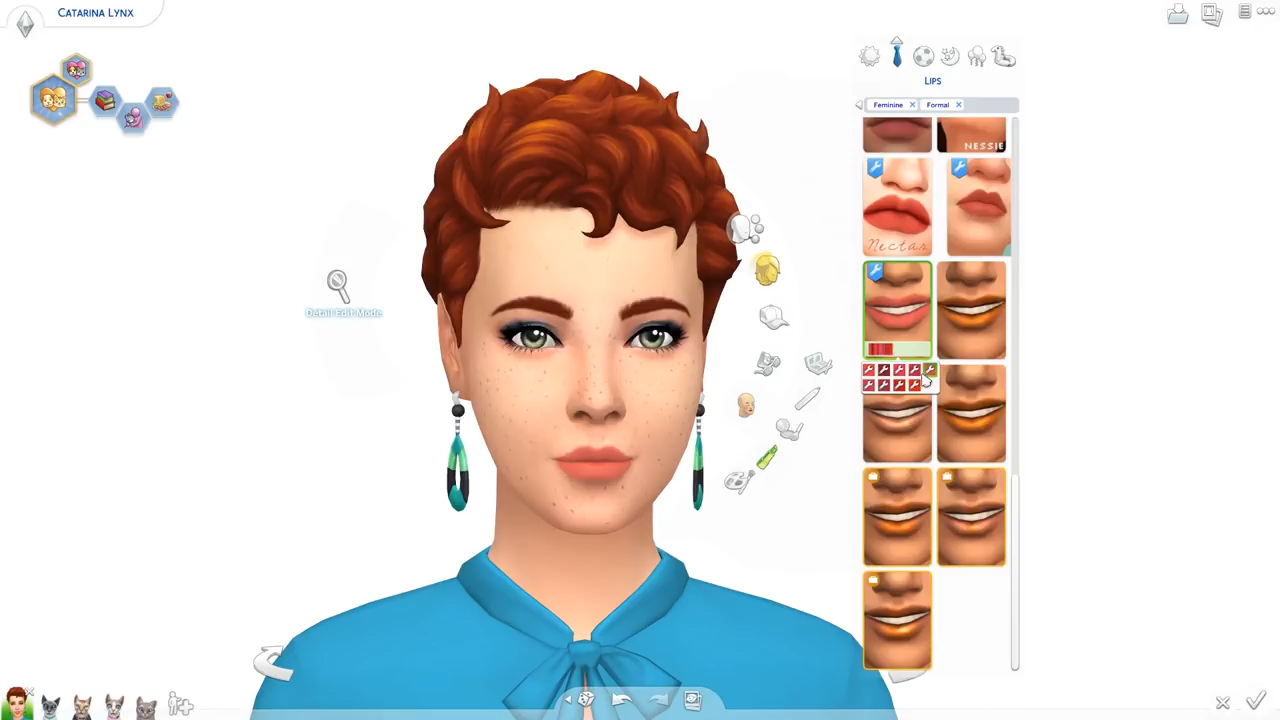 Catarina Lynx
Lips
Feminine
Formal
NESSIE
Nectar
Detail Edit Mode